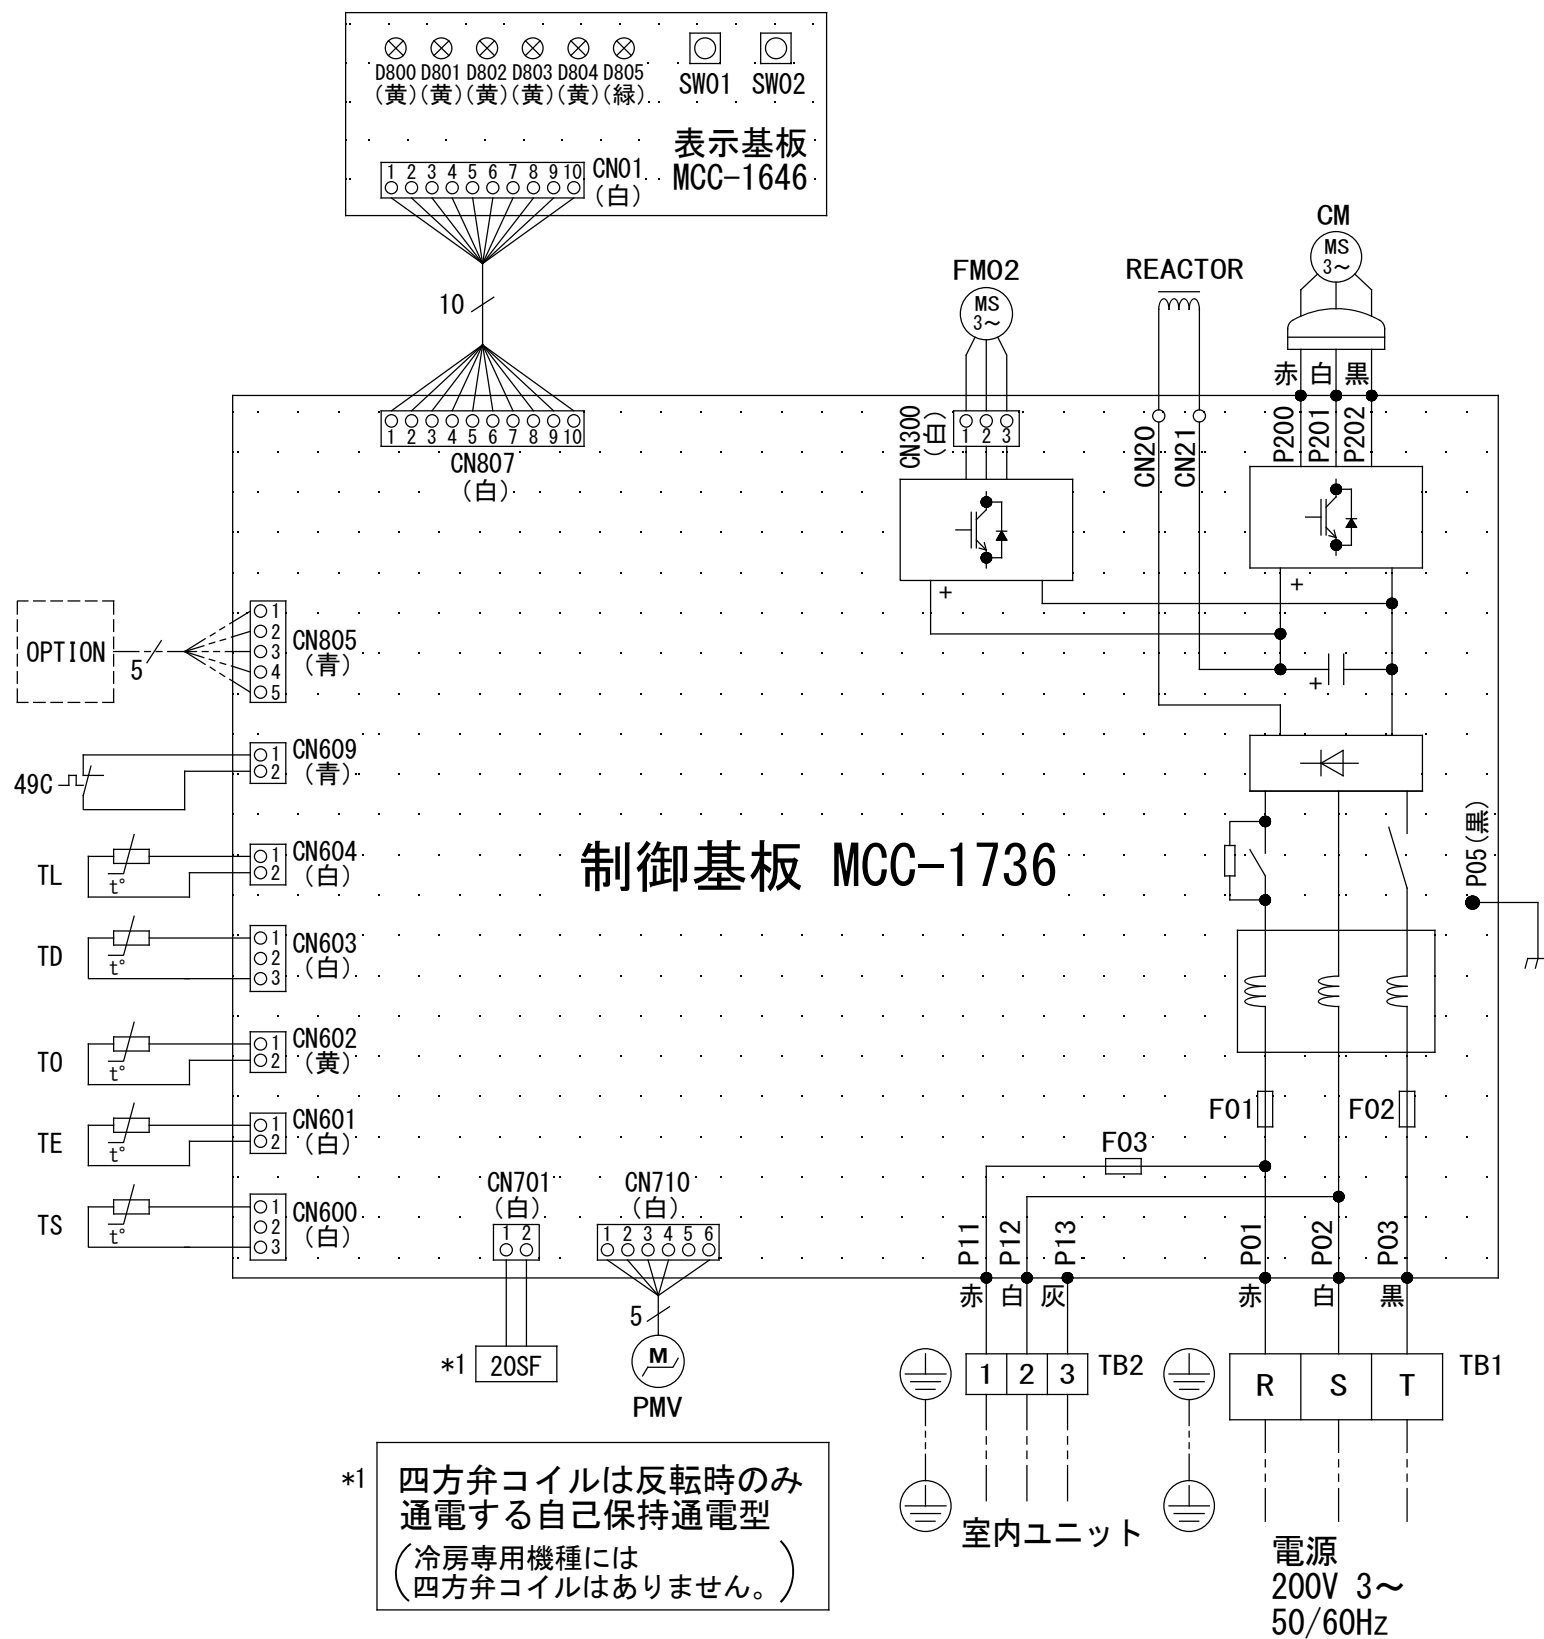 D800 D801 D802 D803 D804 D805
(黄)(黄)(黄)(黄)(黄)(緑)
SW01 SW02
表示基板
MCC-1646
1 2 3 4 5 6 7 8 9 10
CN01
(白)
10
1 2 3 4 5 6 7 8 9 10
CN807
(白)
FM02
MS
3~
REACTOR
CM
MS
3~
赤 白 黒
CN300
(白)
1 2 3
CN20
CN21
P200
P201
P202
+
+
+
OPTION
5
1
2
3
4
5
CN805
(青)
49C
1
2
CN609
(青)
TL
t°
1
2
CN604
(白)
制御基板 MCC-1736
P05(黒)
TD
t°
1
2
3
CN603
(白)
TO
t°
1
2
CN602
(黄)
TE
t°
1
2
CN601
(白)
TS
t°
1
2
3
CN600
(白)
F01
F02
F03
CN701
(白)
1 2
CN710
(白)
1 2 3 4 5 6
P11
P12
P13
P01
P02
P03
赤 白 灰
赤 白 黒
*1 20SF
5
M
PMV
1 2 3 TB2
R S T TB1
室内ユニット
電源
200V 3~
50/60Hz
*1
四方弁コイルは反転時のみ
通電する自己保持通電型
(冷房専用機種には
四方弁コイルはありません。)